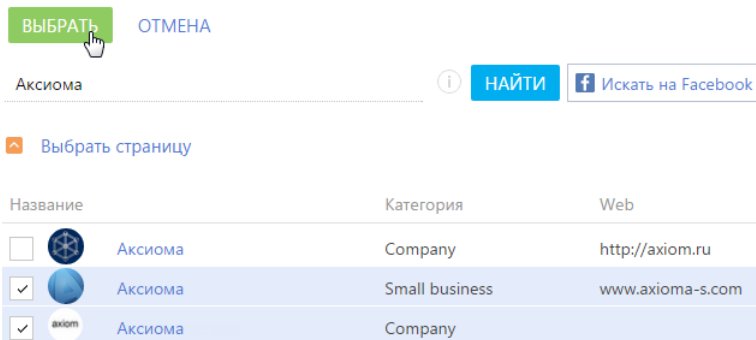 ВЫБРАТЬ ОТМЕНА
Аксиома i НАЙТИ f Искать на Facebook
Выбрать страницу
Название Категория Web
Аксиома Company http://axiom.ru
Аксиома Small business www.axioma-s.com
axiom Аксиома Company